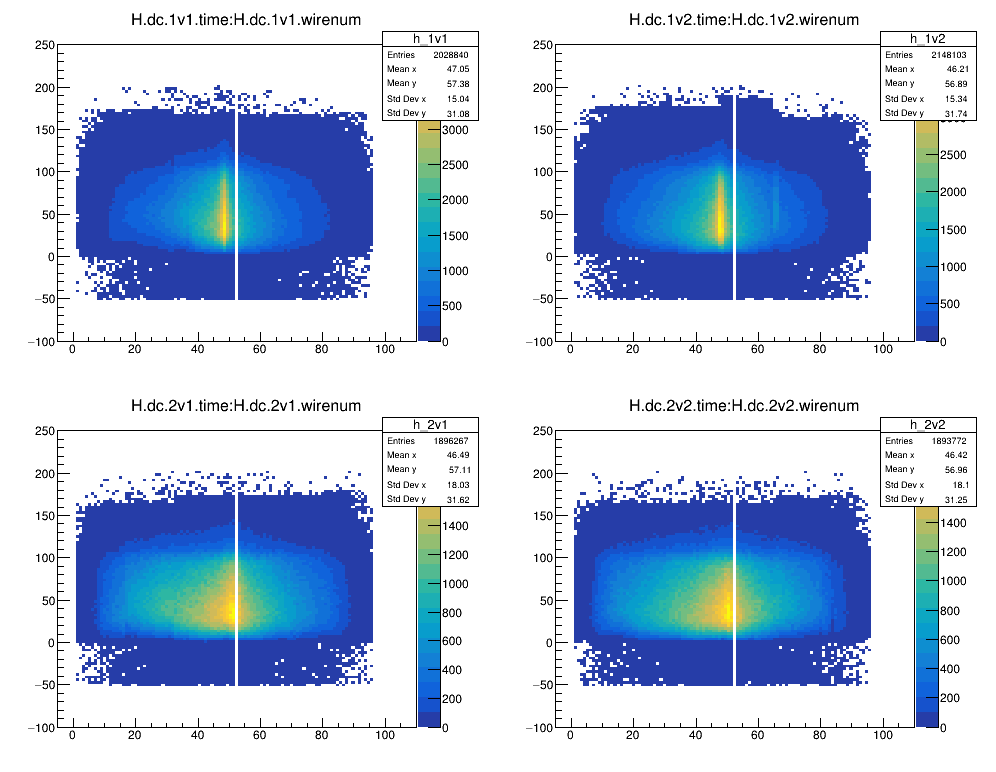 H.dc.1v1.time:H.dc.1v1.wirenum
h_1v1
Entries 2028840
Mean x 47.05
Mean y 57.38
Std Dev x 15.04
Std Dev y 31.08
250
200
150
100
50
0
−50
−100
0 20 40 60 80 100
3000
2500
2000
1500
1000
500
0
H.dc.1v2.time:H.dc.1v2.wirenum
h_1v2
Entries 2148103
Mean x 46.21
Mean y 56.89
Std Dev x 15.34
Std Dev y 31.74
250
200
150
100
50
0
−50
−100
0 20 40 60 80 100
2500
2000
1500
1000
500
0
H.dc.2v1.time:H.dc.2v1.wirenum
h_2v1
Entries 1896267
Mean x 46.49
Mean y 57.11
Std Dev x 18.03
Std Dev y 31.62
250
200
150
100
50
0
−50
−100
0 20 40 60 80 100
1400
1200
1000
800
600
400
200
0
H.dc.2v2.time:H.dc.2v2.wirenum
h_2v2
Entries 1893772
Mean x 46.42
Mean y 56.96
Std Dev x 18.1
Std Dev y 31.25
250
200
150
100
50
0
−50
−100
0 20 40 60 80 100
1400
1200
1000
800
600
400
200
0